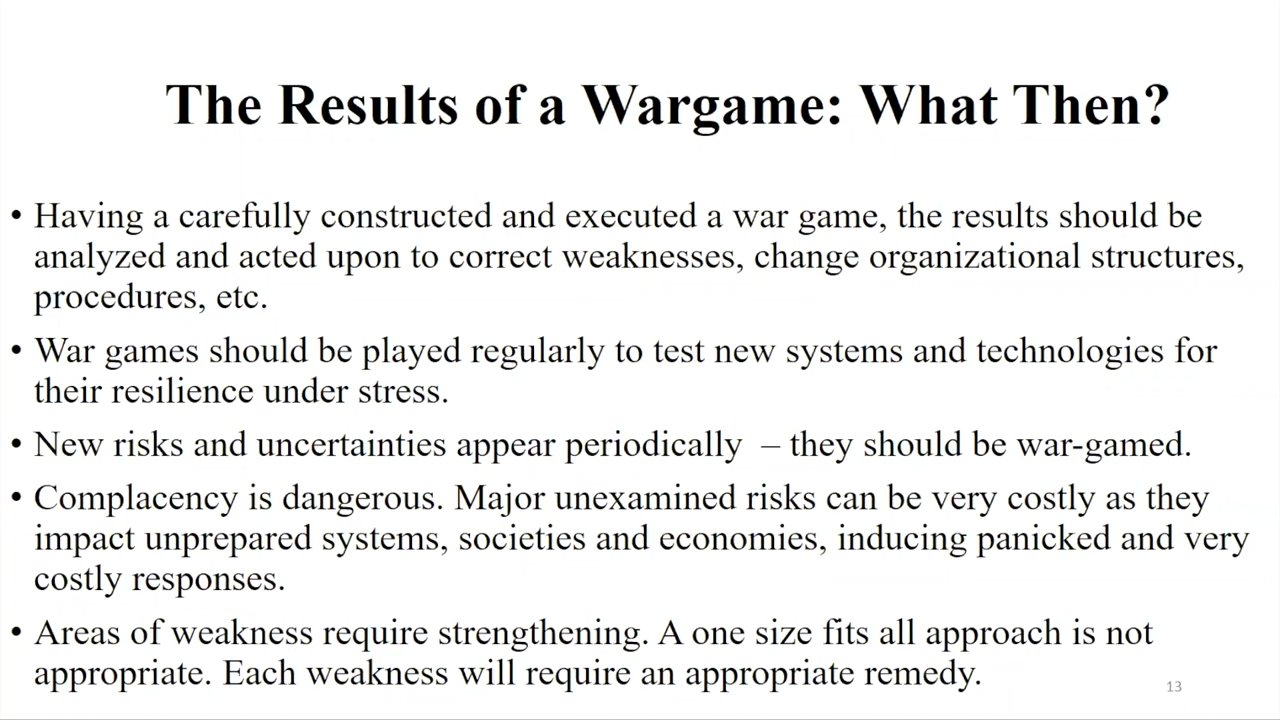 The Results of a Wargame: What Then?
• Having a carefully constructed and executed a war game, the results should be
analyzed and acted upon to correct weaknesses, change organizational structures,
procedures, etc.
• War games should be played regularly to test new systems and technologies for
their resilience under stress.
• New risks and uncertainties appear periodically – they should be war-gamed.
• Complacency is dangerous. Major unexamined risks can be very costly as they
impact unprepared systems, societies and economies, inducing panicked and very
costly responses.
• Areas of weakness require strengthening. A one size fits all approach is not
appropriate. Each weakness will require an appropriate remedy.
13